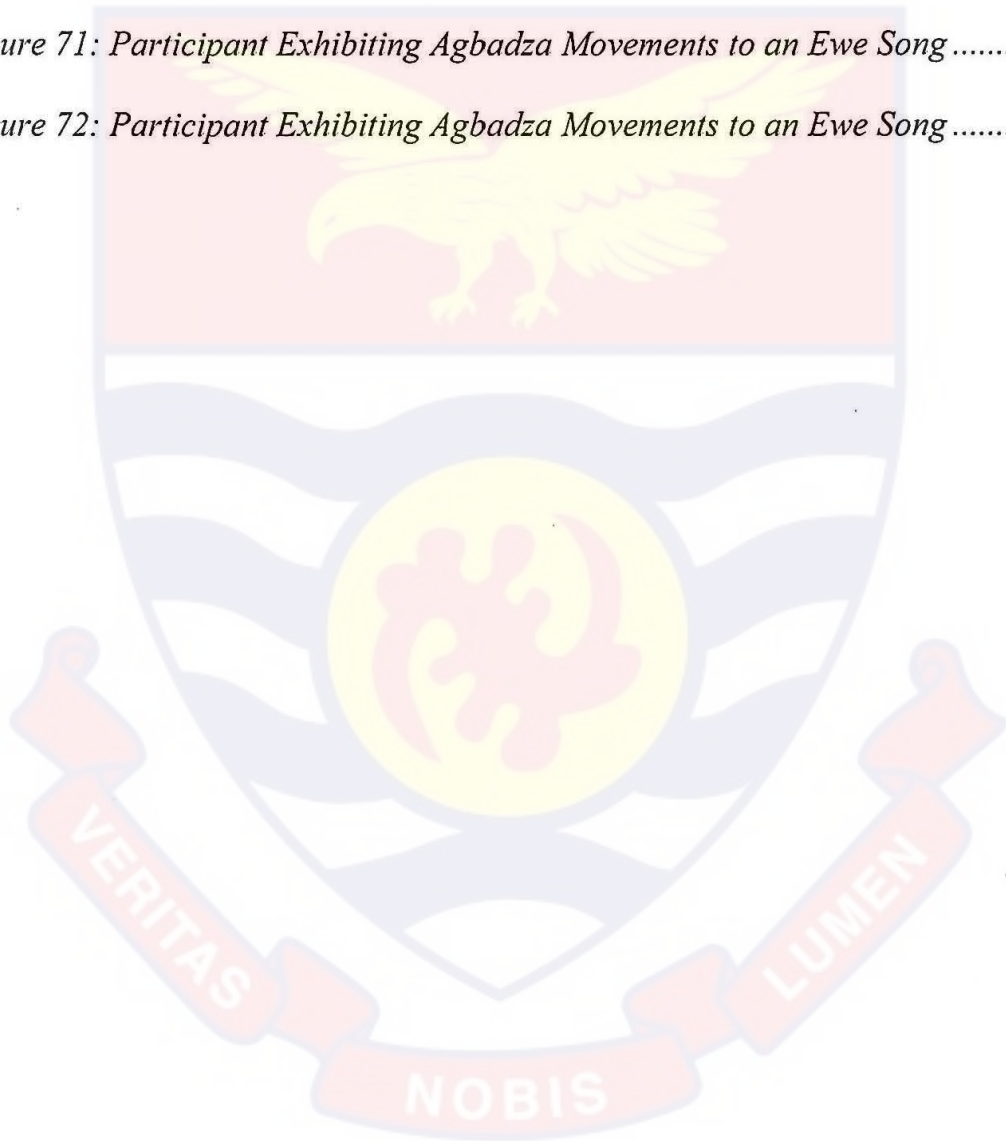 ure 71: Participant Exhibiting Agbadza Movements to an Ewe Song.......
ure 72: Participant Exhibiting Agbadza Movements to an Ewe Song.......
VERITAS
NOBIS
LUMEN